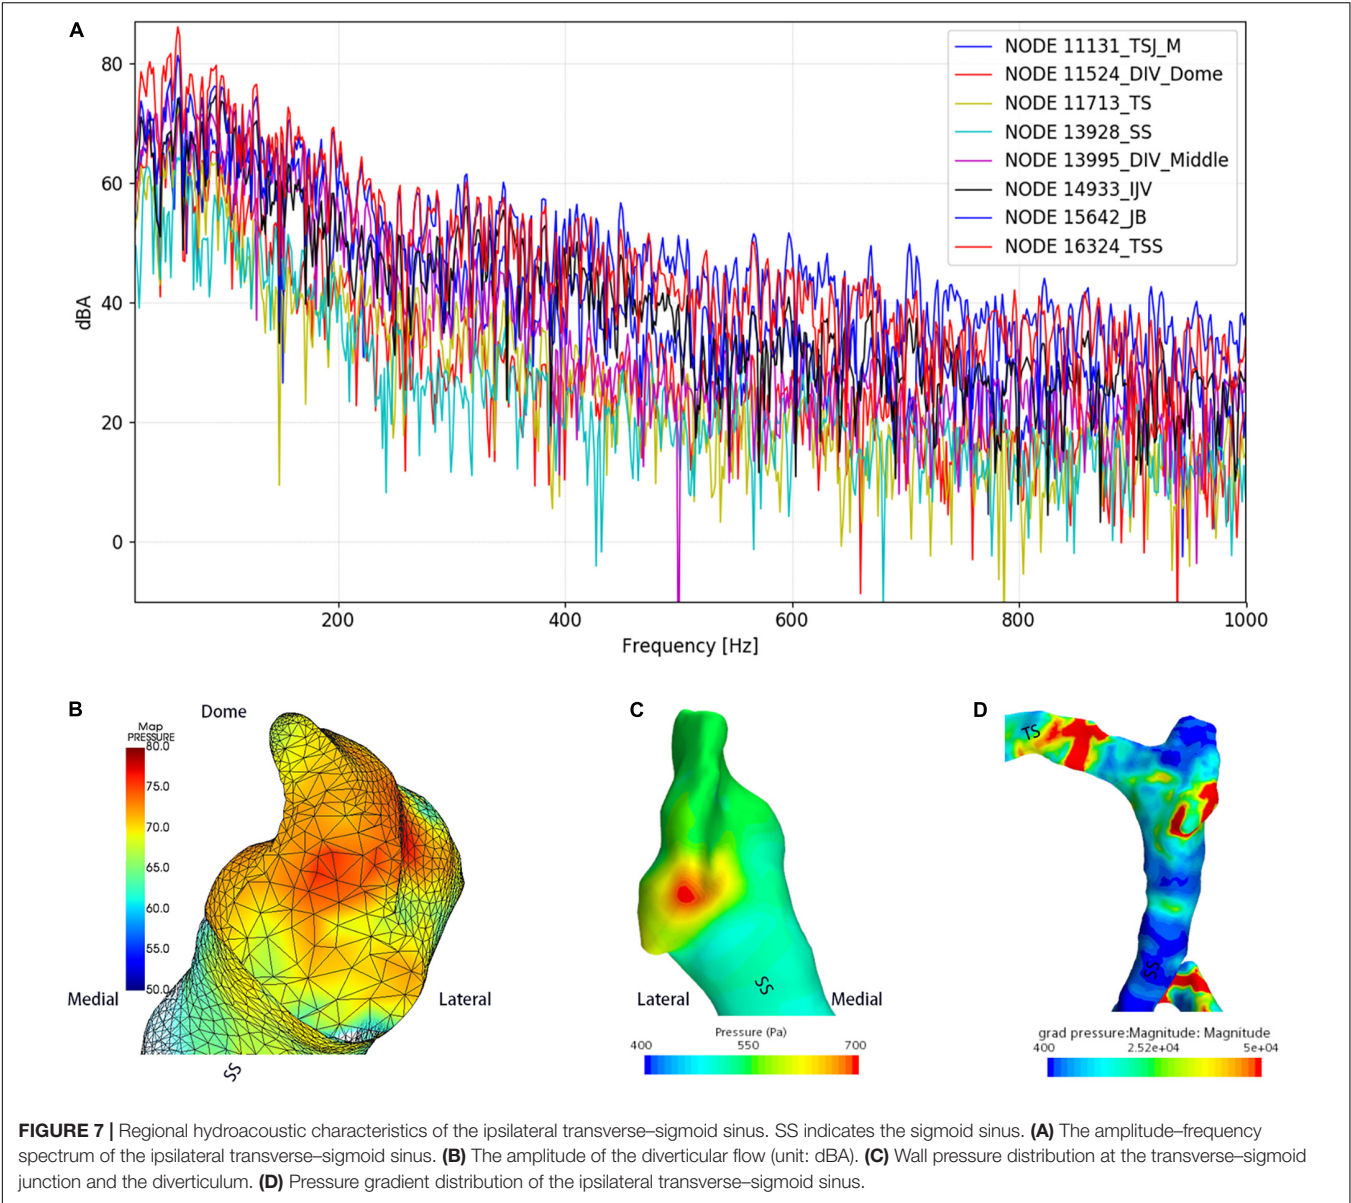 A
80
60
40
20
0
dBA
200
400
600
800
1000
Frequency [Hz]
NODE 11131_TSJ_M
NODE 11524_DIV_Dome
NODE 11713_TS
NODE 13928_SS
NODE 13995_DIV_Middle
NODE 14933_IJV
NODE 15642_JB
NODE 16324_TSS
B
Dome
Map
PRESSURE
80.0
75.0
70.0
65.0
60.0
55.0
50.0
Medial
Lateral
SS
C
SS
Lateral
Medial
Pressure (Pa)
400
550
700
D
TS
SS
grad pressure:Magnitude: Magnitude
400
2.52e+04
5e+04
FIGURE 7 | Regional hydroacoustic characteristics of the ipsilateral transverse–sigmoid sinus. SS indicates the sigmoid sinus. (A) The amplitude–frequency
spectrum of the ipsilateral transverse–sigmoid sinus. (B) The amplitude of the diverticular flow (unit: dBA). (C) Wall pressure distribution at the transverse–sigmoid
junction and the diverticulum. (D) Pressure gradient distribution of the ipsilateral transverse–sigmoid sinus.